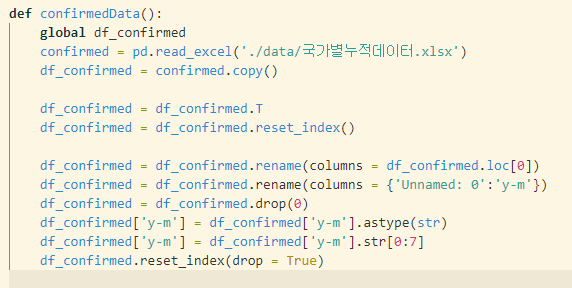 def confirmedData():
    global df_confirmed
    confirmed = pd.read_excel('./data/국가별누적데이터.xlsx')
    df_confirmed = confirmed.copy()

    df_confirmed = df_confirmed.T
    df_confirmed = df_confirmed.reset_index()

    df_confirmed = df_confirmed.rename(columns = df_confirmed.loc[0])
    df_confirmed = df_confirmed.rename(columns = {'Unnamed: 0':'y-m'})
    df_confirmed = df_confirmed.drop(0)
    df_confirmed['y-m'] = df_confirmed['y-m'].astype(str)
    df_confirmed['y-m'] = df_confirmed['y-m'].str[0:7]
    df_confirmed.reset_index(drop = True)